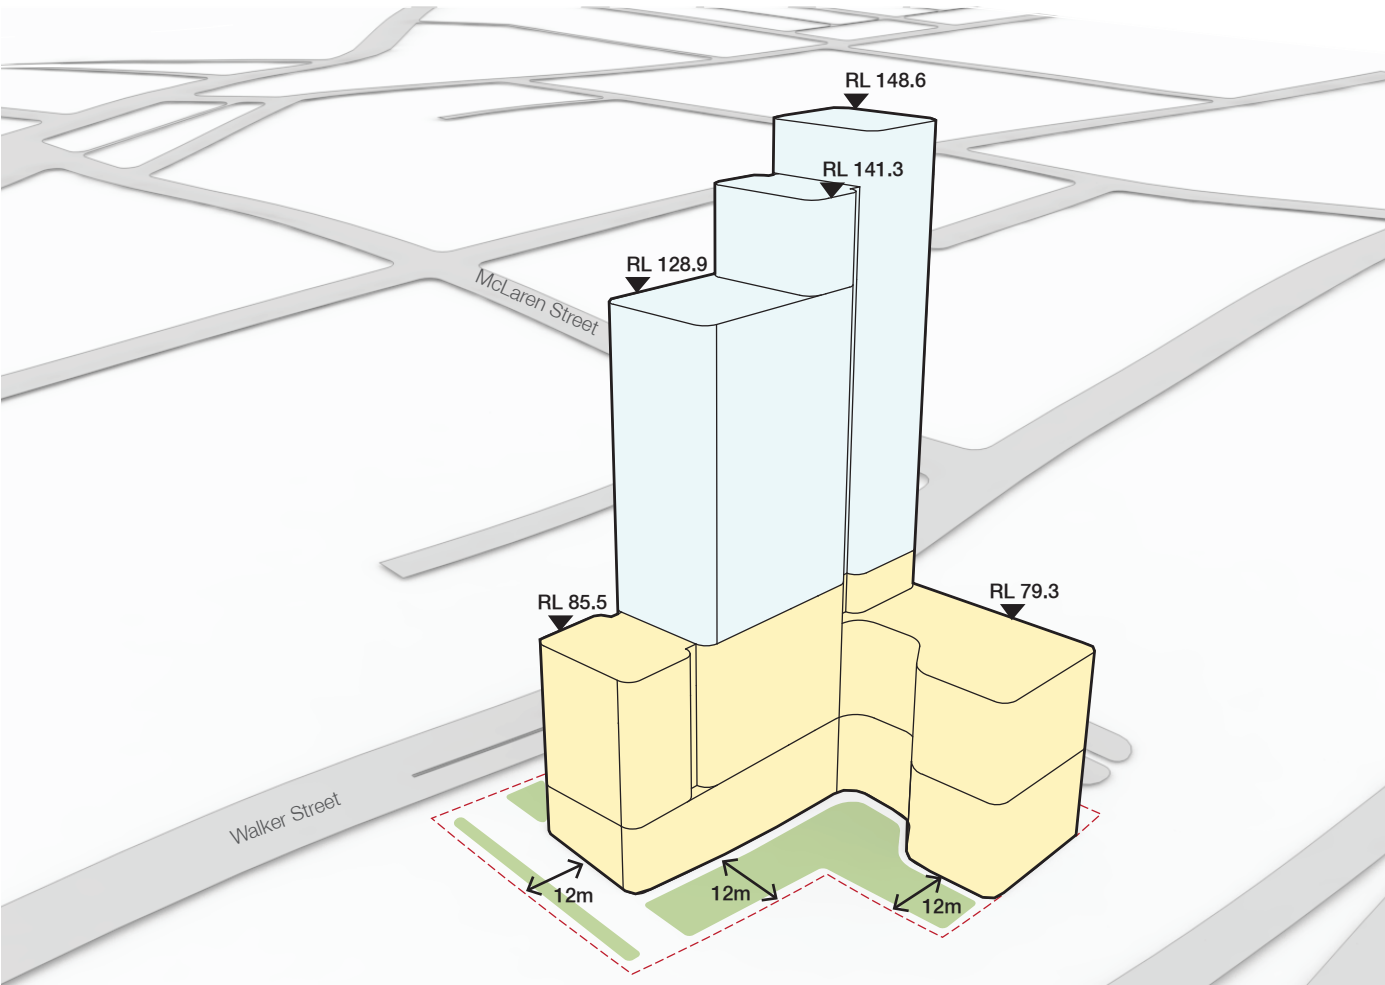 RL 148.6
RL 141.3
RL 128.9
McLaren Street
RL 79.3
RL 85.5
Walker Street
12m
12m
12m